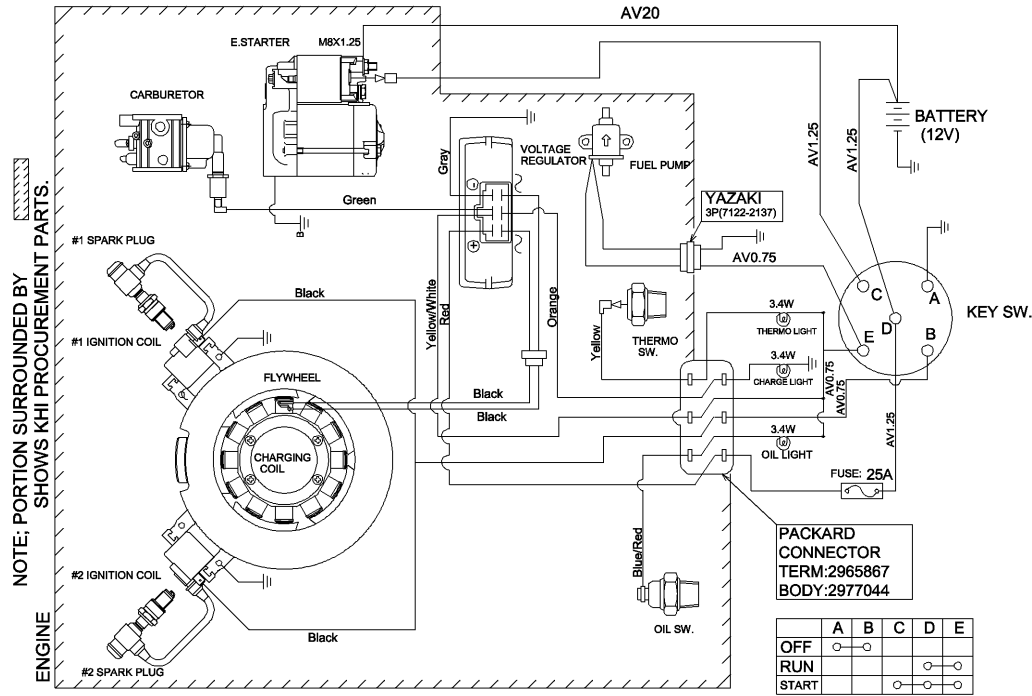 AV20
E.STARTER
M8X1.25
CARBURETOR
BATTERY
(12V)
AV1.25
AV1.25
Gray
VOLTAGE
REGULATOR
FUEL PUMP
YAZAKI
3P(7122-2137)
Green
AV0.75
#1 SPARK PLUG
Black
Yellow/White
Red
Orange
Yellow
THERMO
SW.
3.4W
THERMO LIGHT
C
A
D
E
B
KEY SW.
#1 IGNITION COIL
FLYWHEEL
3.4W
CHARGE LIGHT
AV0.75
AV0.75
Black
Black
CHARGING
COIL
3.4W
OIL LIGHT
AV1.25
FUSE: 25A
NOTE; PORTION SURROUNDED BY
SHOWS KHI PROCUREMENT PARTS.
ENGINE
#2 IGNITION COIL
Blue/Red
PACKARD
CONNECTOR
TERM:2965867
BODY:2977044
OIL SW.
Black
#2 SPARK PLUG
A B C D E
OFF
RUN
START